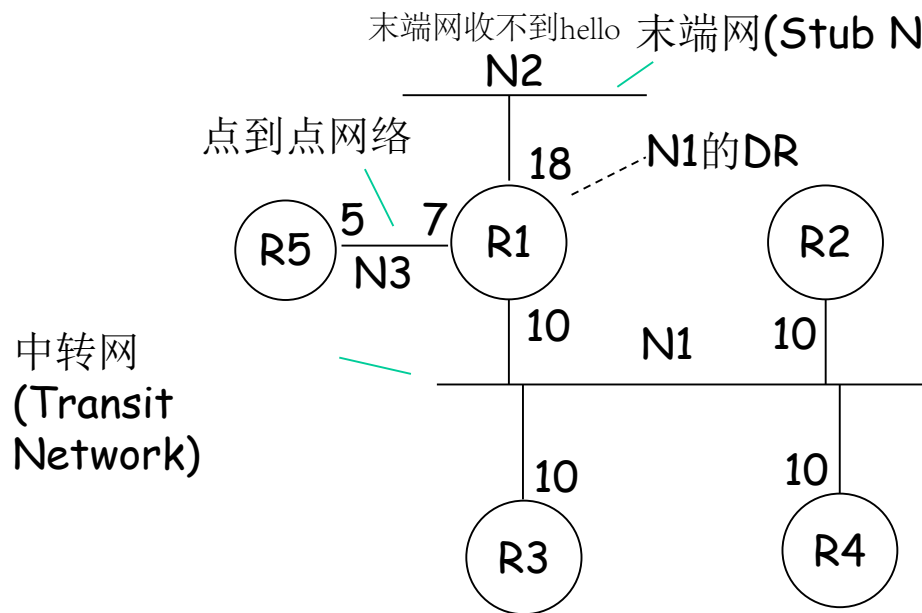 末端网收不到hello 末端网(Stub N
N2
点到点网络
18
N1的DR
5
7
R5
R1
R2
N3
10
N1
10
中转网
(Transit
Network)
10
10
R3
R4